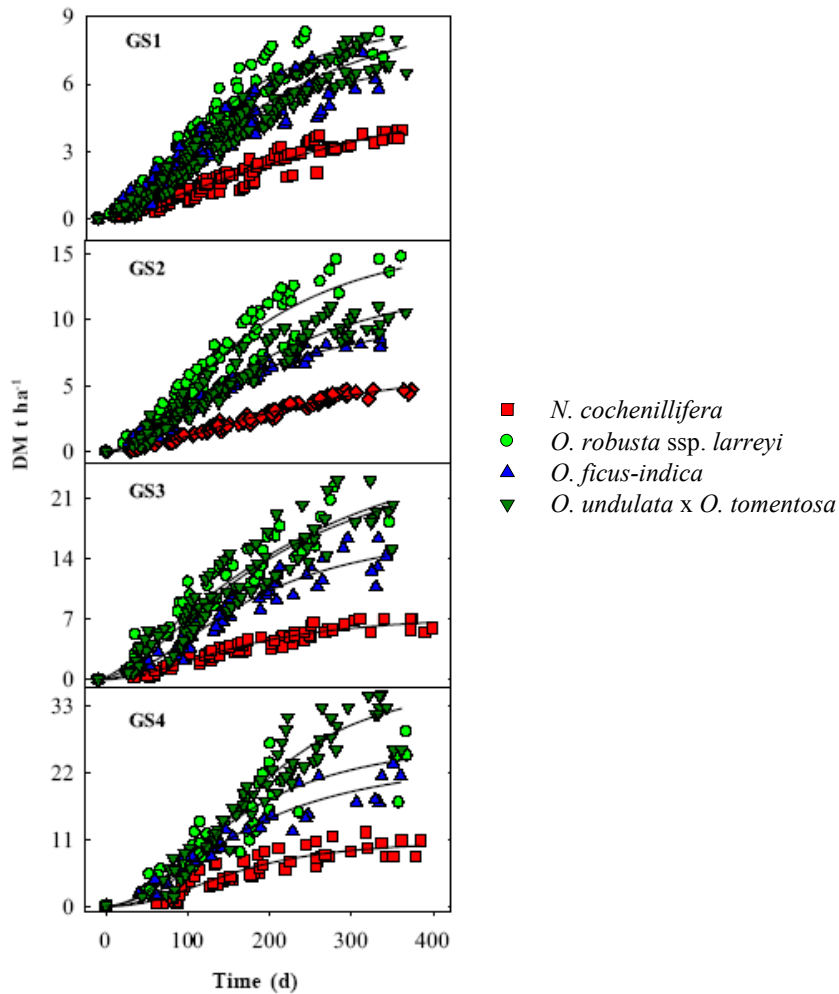 9
GS1
6
3
0
15
GS2
10
5
0
DM t ha⁻¹
GS3
21
14
7
0
GS4
33
22
11
0
0 100 200 300 400
Time (d)
N. cochenillifera
O. robusta ssp. larreyi
O. ficus-indica
O. undulata x O. tomentosa